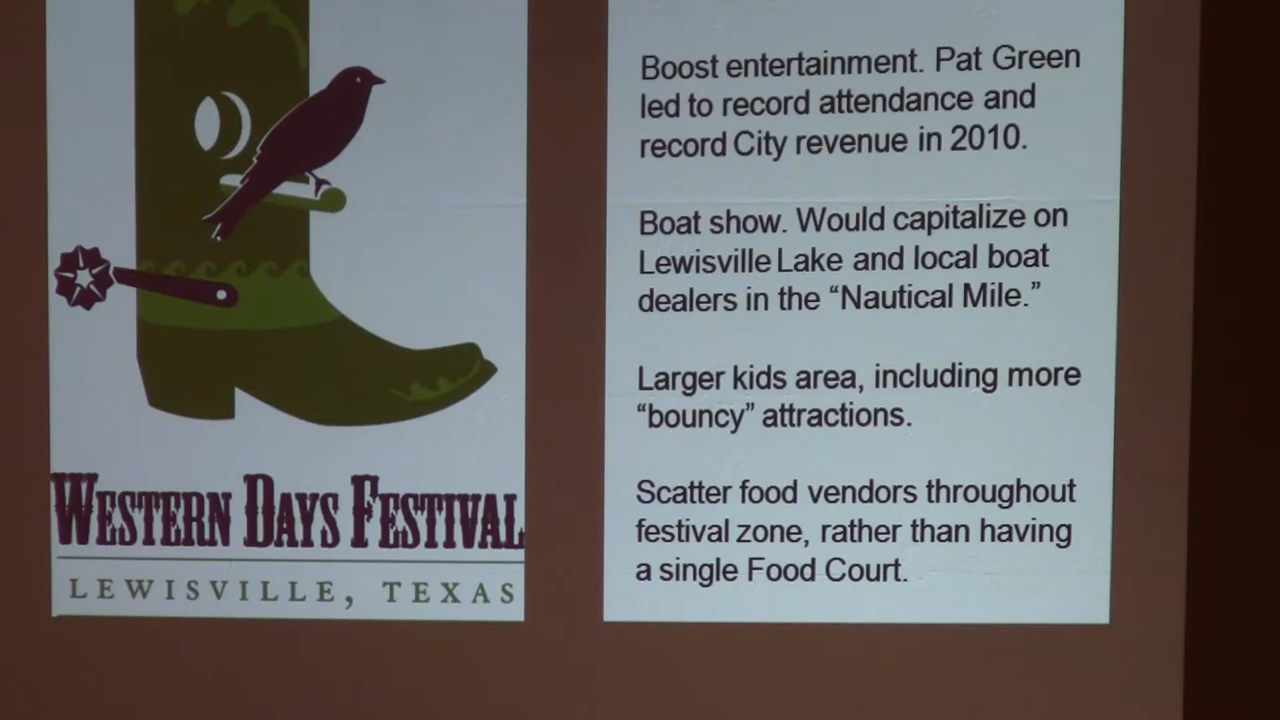 WESTERN DAYS FESTIVAL
LEWISVILLE, TEXAS
Boost entertainment. Pat Green
led to record attendance and
record City revenue in 2010.
Boat show. Would capitalize on
Lewisville Lake and local boat
dealers in the “Nautical Mile.”
Larger kids area, including more
“bouncy” attractions.
Scatter food vendors throughout
festival zone, rather than having
a single Food Court.